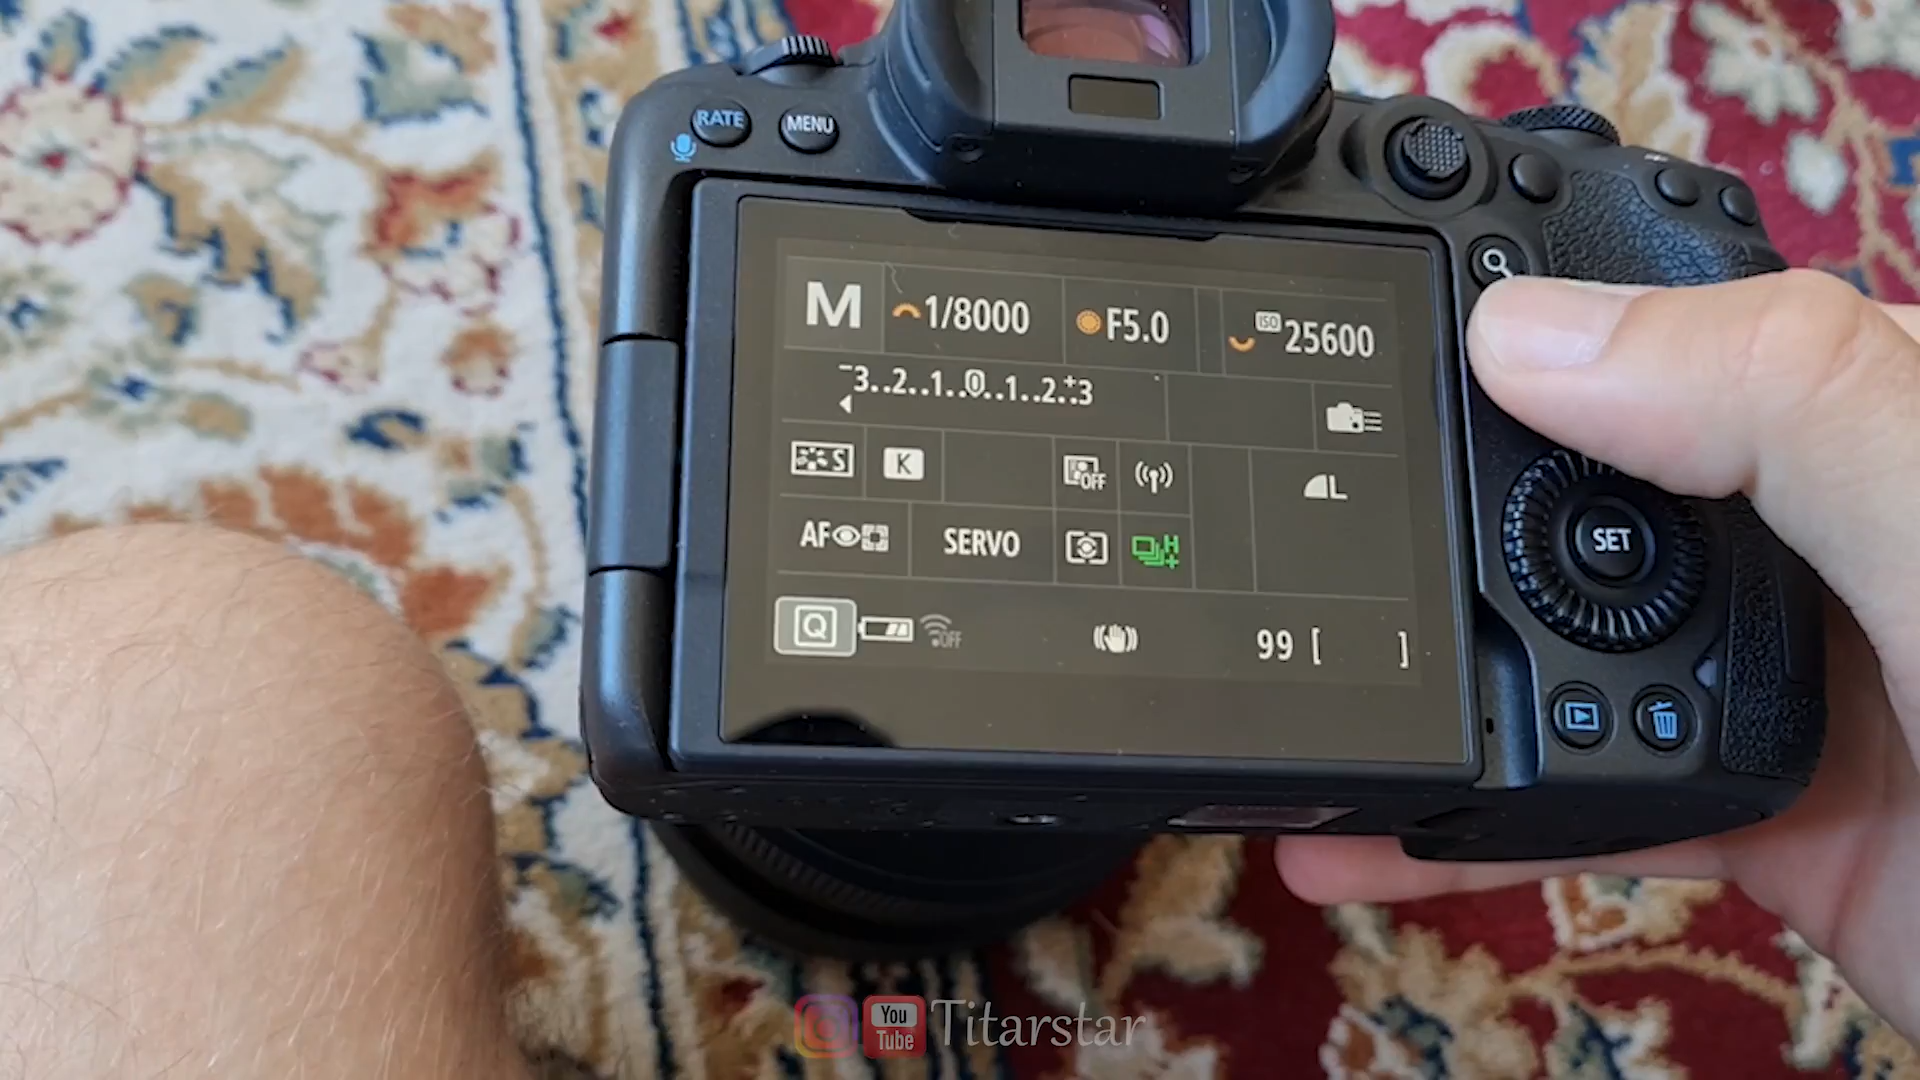 RATE
MENU
M 1/8000 F5.0 ISO 25600
-3..2..1..0..1..2..+3
S K OFF L
AF SERVO H+
SET
Q OFF 99 [ ]
You
Tube Titarstar